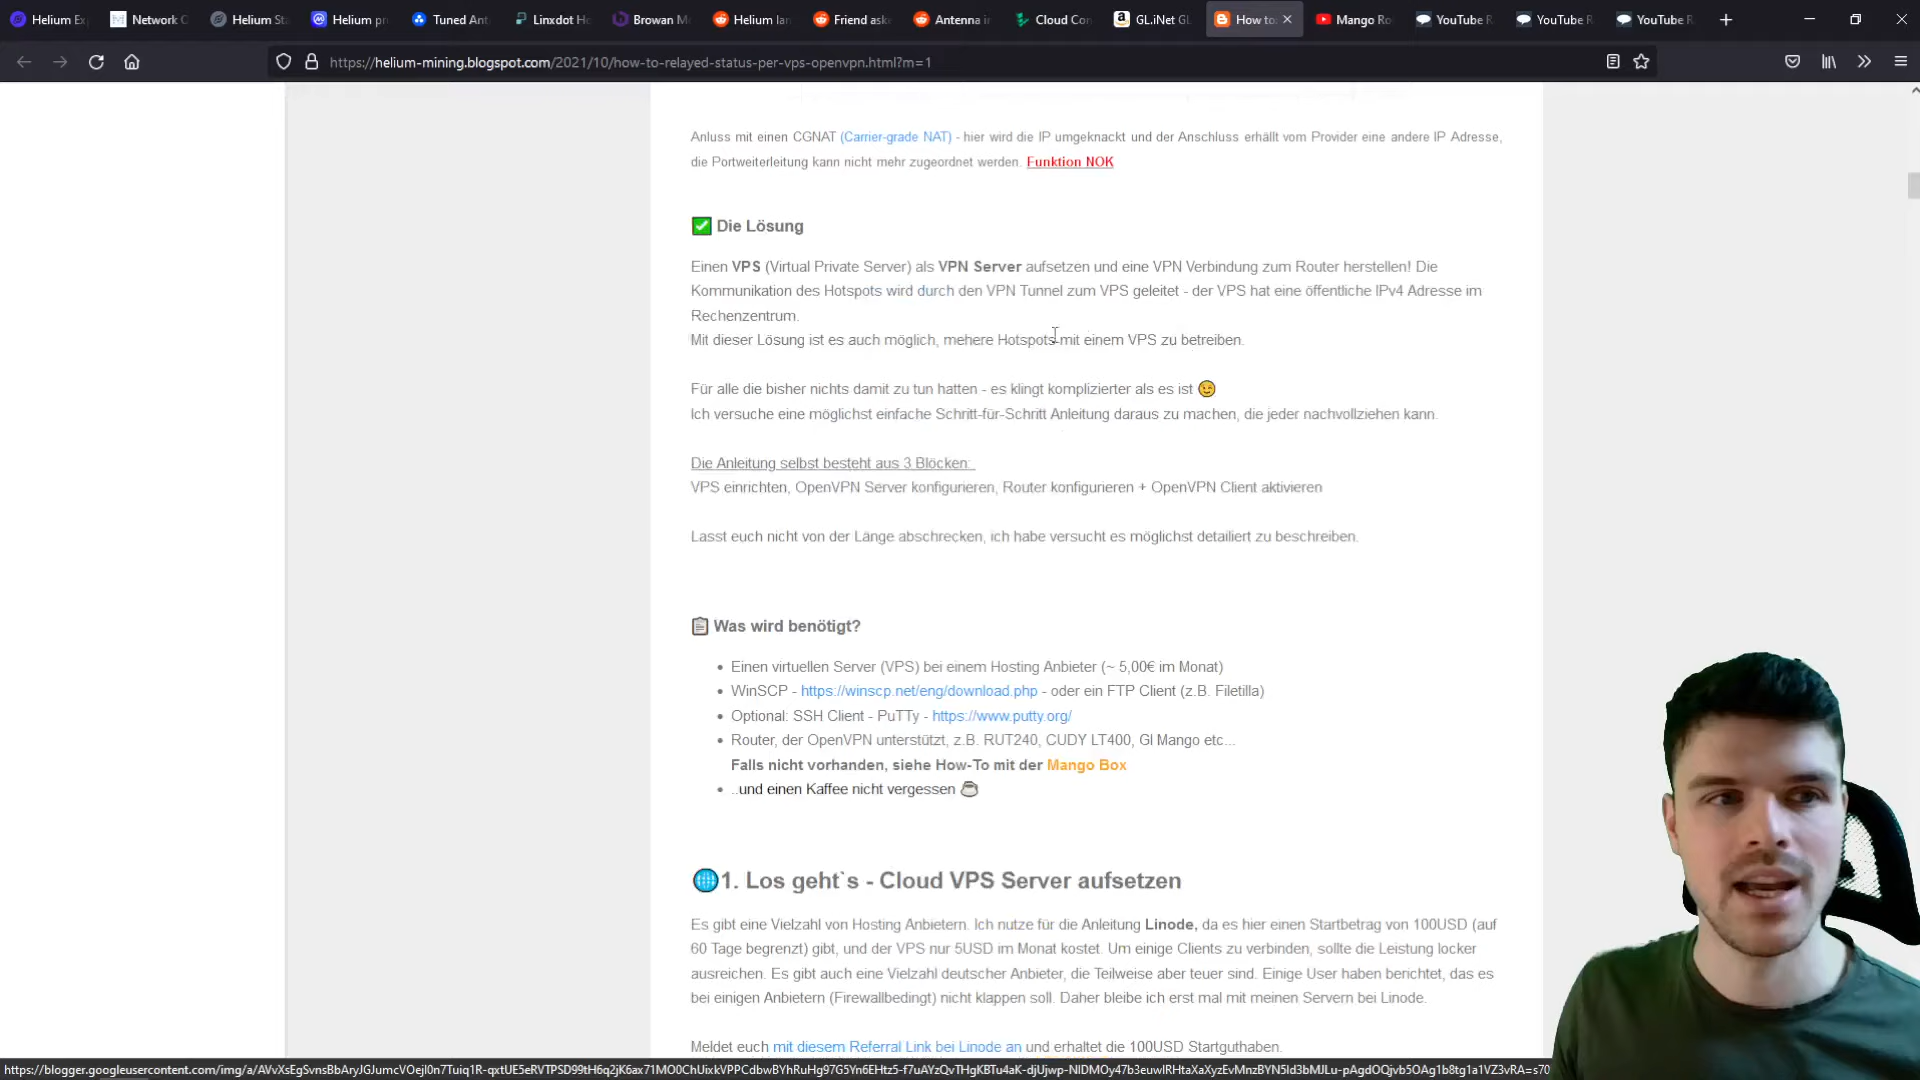 Helium Ex
Network C
Helium Sta
Helium pr
Tuned Ant
Linxdot He
Browan Me
Helium lan
Friend aske
Antenna in
Cloud Con
GL.iNet GL
How to
Mango Ro
YouTube R
YouTube R
YouTube R
https://helium-mining.blogspot.com/2021/10/how-to-relayed-status-per-vps-openvpn.html?m=1
Anluss mit einen CGNAT (Carrier-grade NAT) - hier wird die IP umgeknackt und der Anschluss erhällt vom Provider eine andere IP Adresse,
die Portweiterleitung kann nicht mehr zugeordnet werden. Funktion NOK
✅ Die Lösung
Einen VPS (Virtual Private Server) als VPN Server aufsetzen und eine VPN Verbindung zum Router herstellen! Die
Kommunikation des Hotspots wird durch den VPN Tunnel zum VPS geleitet - der VPS hat eine öffentliche IPv4 Adresse im
Rechenzentrum.
Mit dieser Lösung ist es auch möglich, mehere Hotspots mit einem VPS zu betreiben.
Für alle die bisher nichts damit zu tun hatten - es klingt komplizierter als es ist 😉
Ich versuche eine möglichst einfache Schritt-für-Schritt Anleitung daraus zu machen, die jeder nachvollziehen kann.
Die Anleitung selbst besteht aus 3 Blöcken:
VPS einrichten, OpenVPN Server konfigurieren, Router konfigurieren + OpenVPN Client aktivieren
Lasst euch nicht von der Länge abschrecken, ich habe versucht es möglichst detailiert zu beschreiben.
📋 Was wird benötigt?
• Einen virtuellen Server (VPS) bei einem Hosting Anbieter (~ 5,00€ im Monat)
• WinSCP - https://winscp.net/eng/download.php - oder ein FTP Client (z.B. Filetilla)
• Optional: SSH Client - PuTTy - https://www.putty.org/
• Router, der OpenVPN unterstützt, z.B. RUT240, CUDY LT400, Gl Mango etc...
Falls nicht vorhanden, siehe How-To mit der Mango Box
• ..und einen Kaffee nicht vergessen ☕
🌐1. Los geht`s - Cloud VPS Server aufsetzen
Es gibt eine Vielzahl von Hosting Anbietern. Ich nutze für die Anleitung Linode, da es hier einen Startbetrag von 100USD (auf
60 Tage begrenzt) gibt, und der VPS nur 5USD im Monat kostet. Um einige Clients zu verbinden, sollte die Leistung locker
ausreichen. Es gibt auch eine Vielzahl deutscher Anbieter, die Teilweise aber teuer sind. Einige User haben berichtet, das es
bei einigen Anbietern (Firewallbedingt) nicht klappen soll. Daher bleibe ich erst mal mit meinen Servern bei Linode.
Meldet euch mit diesem Referral Link bei Linode an und erhaltet die 100USD Startguthaben.